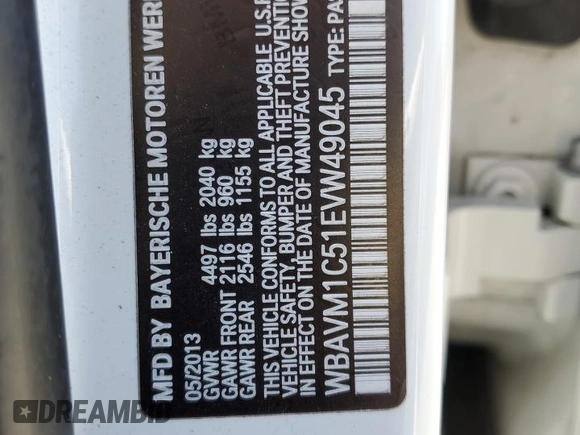 MFD BY BAYERISCHE MOTOREN WER
05/2013
GVWR 4497 lbs 2040 kg
GAWR FRONT 2116 lbs 960 kg
GAWR REAR 2546 lbs 1155 kg
THIS VEHICLE CONFORMS TO ALL APPLICABLE U.S.F
VEHICLE SAFETY, BUMPER AND THEFT PREVENTION
IN EFFECT ON THE DATE OF MANUFACTURE SHOW
WBAVM1C51EVW49045 TYPE: PA
DREAMBID